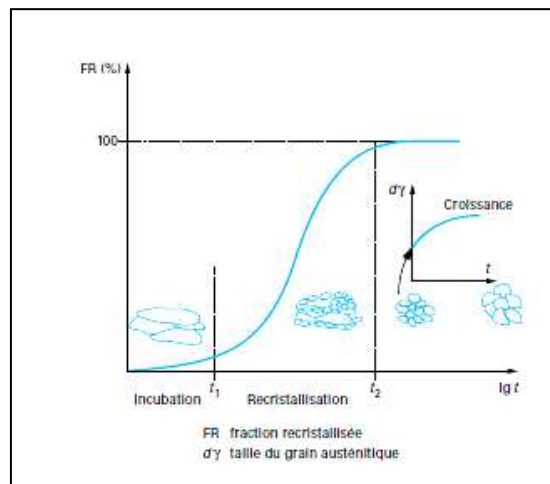 FR (%)
100
dγ
Croissance
t
t1
t2
lg t
Incubation
Recristallisation
FR fraction recristallisée
dγ taille du grain austénitique